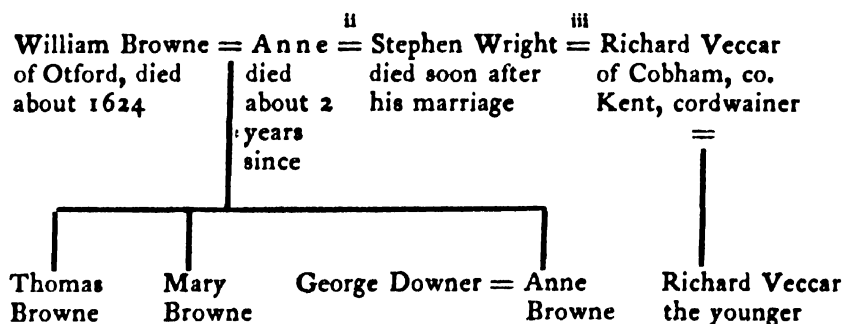 ii iii
William Browne = Anne = Stephen Wright = Richard Veccar
of Otford, died died died soon after of Cobham, co.
about 1624 about 2 his marriage Kent, cordwainer
years =
since
Thomas Mary George Downer = Anne Richard Veccar
Browne Browne Browne the younger